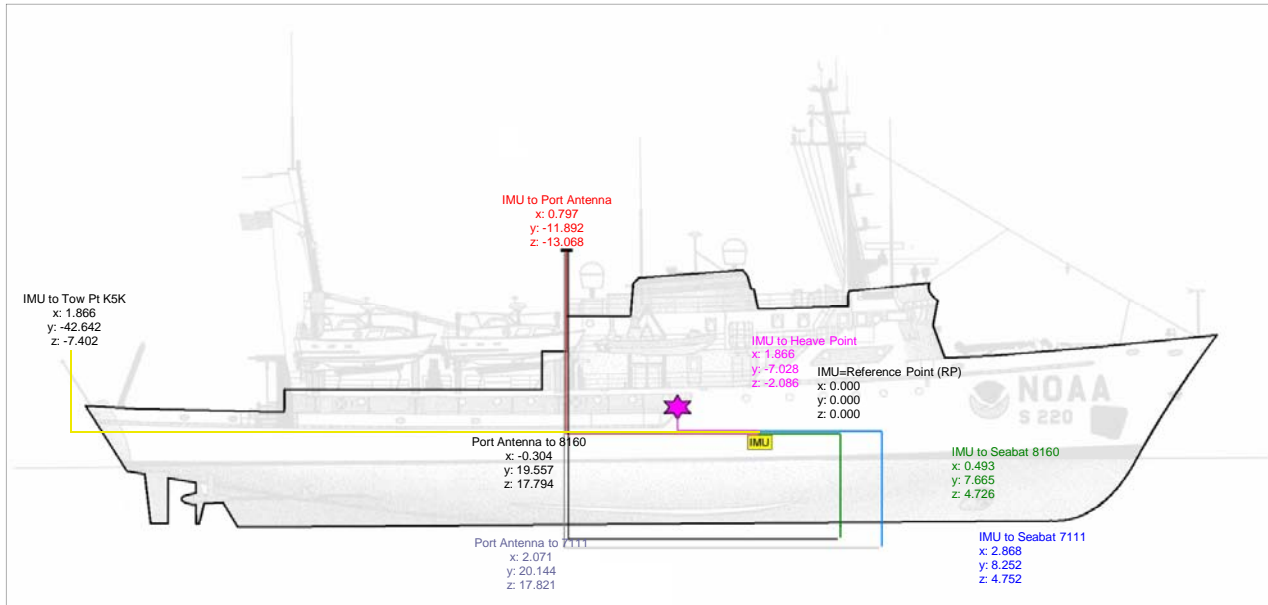 IMU to Port Antenna
x: 0.797
y: -11.892
z: -13.068
IMU to Tow Pt K5K
x: 1.866
y: -42.642
z: -7.402
IMU to Heave Point
x: 1.866
y: -7.028
z: -2.086
IMU=Reference Point (RP)
x: 0.000
y: 0.000
z: 0.000
NOAA
S 220
IMU
Port Antenna to 8160
x: -0.304
y: 19.557
z: 17.794
IMU to Seabat 8160
x: 0.493
y: 7.665
z: 4.726
Port Antenna to 7111
x: 2.071
y: 20.144
z: 17.821
IMU to Seabat 7111
x: 2.868
y: 8.252
z: 4.752